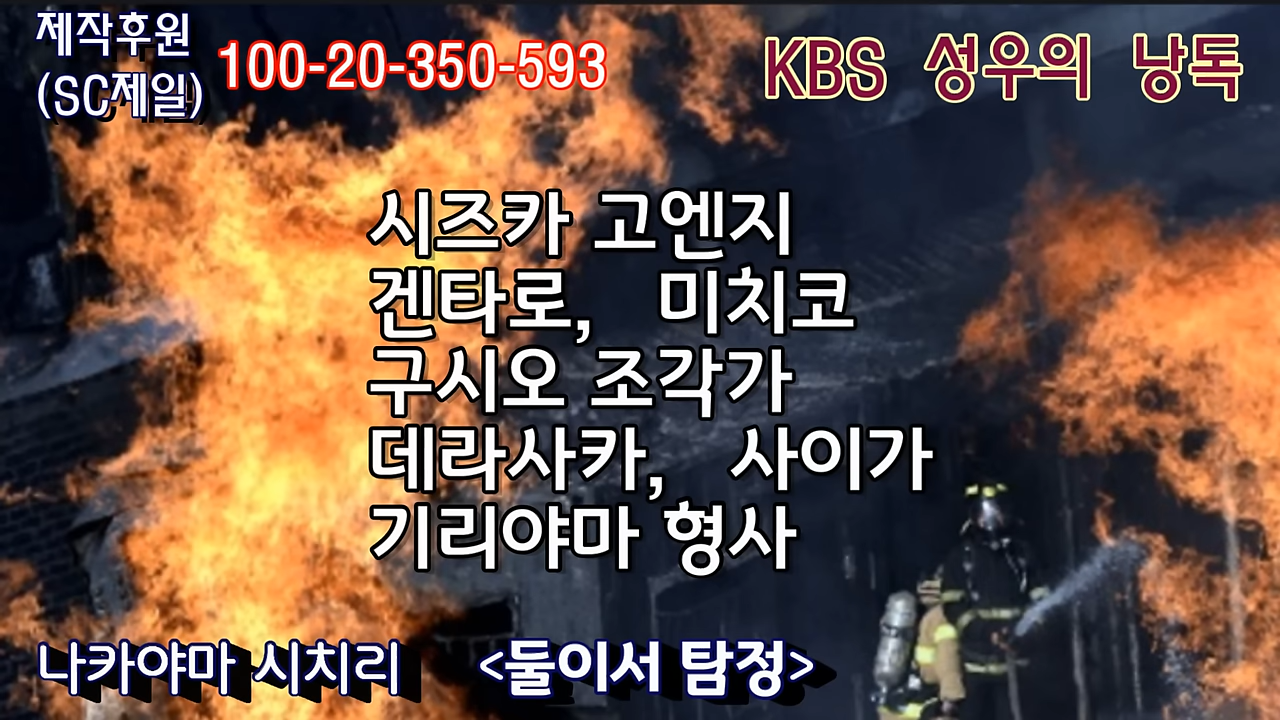 제작후원
(SC제일)
100-20-350-593
KBS 성우의 낭독
시즈카 고엔지
겐타로, 미치코
구시오 조각가
데라사카, 사이가
기리야마 형사
나카야마 시치리 <둘이서 탐정>